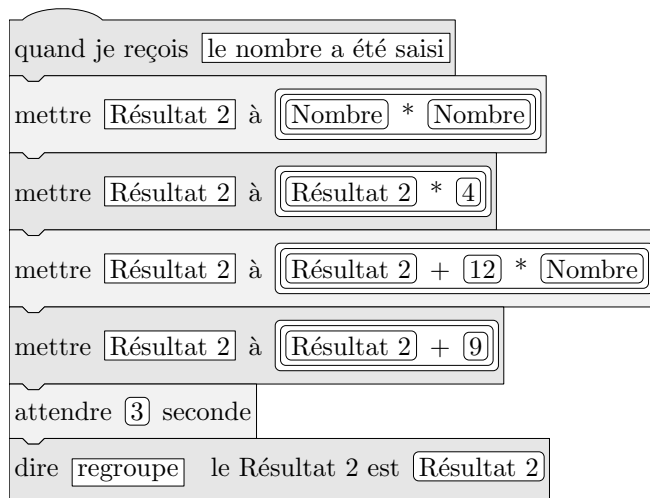 quand je reçois le nombre a été saisi
mettre Résultat 2 à Nombre * Nombre
mettre Résultat 2 à Résultat 2 * 4
mettre Résultat 2 à Résultat 2 + 12 * Nombre
mettre Résultat 2 à Résultat 2 + 9
attendre 3 seconde
dire regroupe le Résultat 2 est Résultat 2